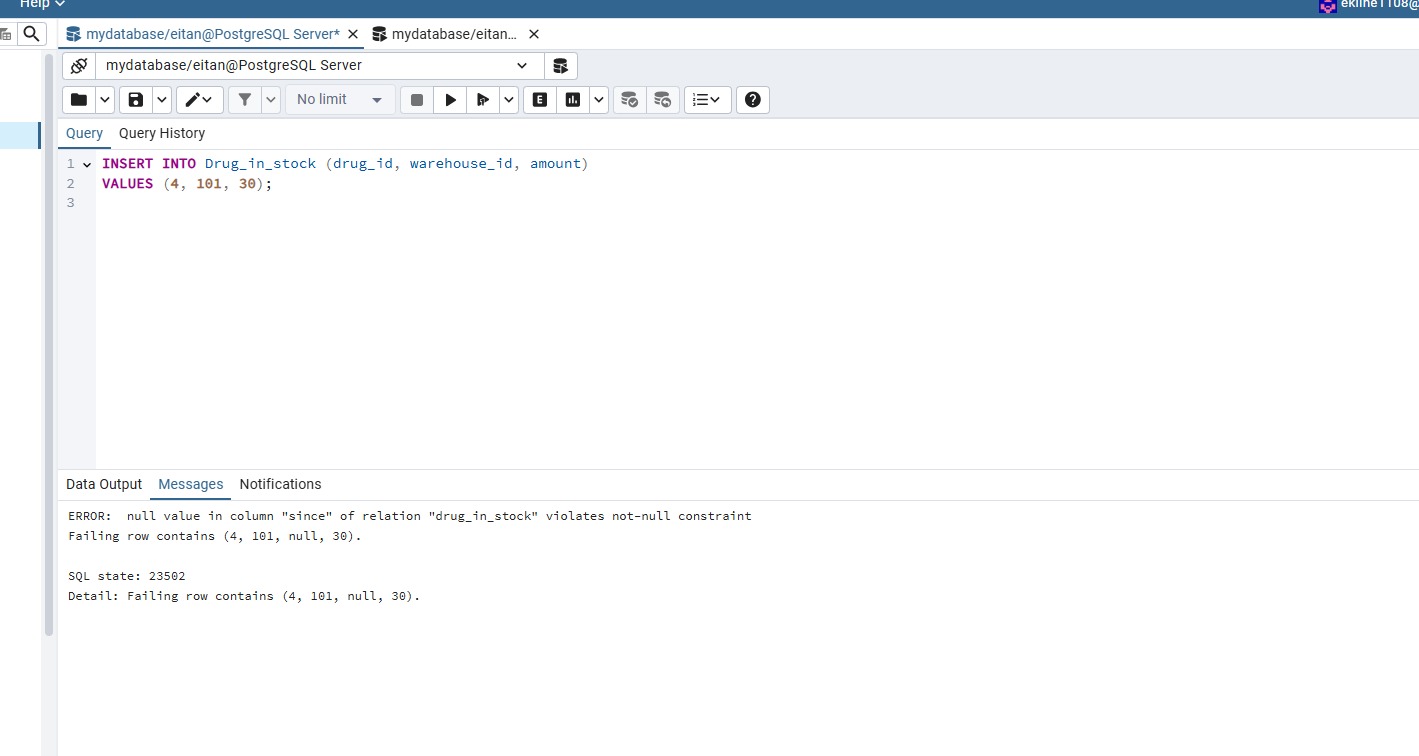 Help
mydatabase/eitan@PostgreSQL Server*
mydatabase/eitan...
mydatabase/eitan@PostgreSQL Server
No limit
E
Query
Query History
1 INSERT INTO Drug_in_stock (drug_id, warehouse_id, amount)
2 VALUES (4, 101, 30);
3
Data Output
Messages
Notifications
ERROR:  null value in column "since" of relation "drug_in_stock" violates not-null constraint
Failing row contains (4, 101, null, 30).
SQL state: 23502
Detail: Failing row contains (4, 101, null, 30).